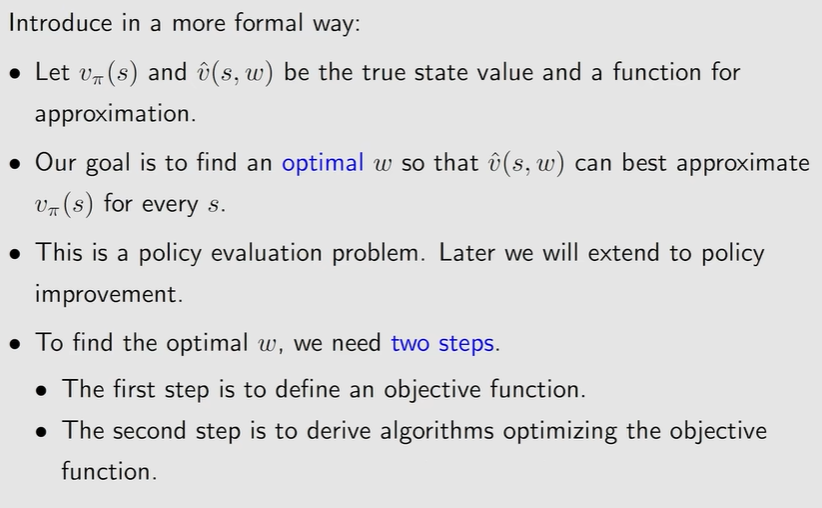 Introduce in a more formal way:
• Let $v_\pi(s)$ and $\hat{v}(s, w)$ be the true state value and a function for
approximation.
• Our goal is to find an optimal $w$ so that $\hat{v}(s, w)$ can best approximate
$v_\pi(s)$ for every $s$.
• This is a policy evaluation problem. Later we will extend to policy
improvement.
• To find the optimal $w$, we need two steps.
• The first step is to define an objective function.
• The second step is to derive algorithms optimizing the objective
function.